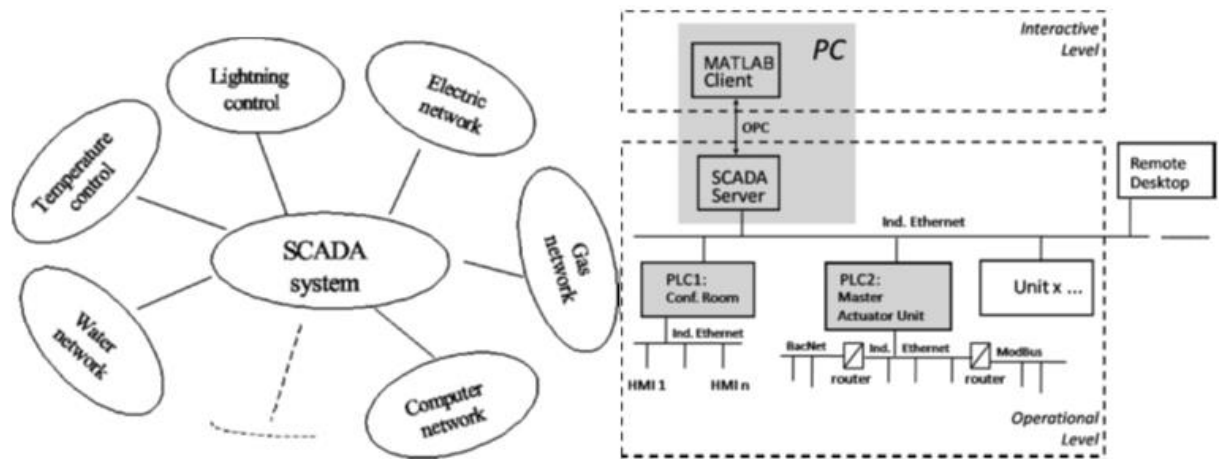 Lightning
control
Electric
network
Temperature
control
Gas
network
SCADA
system
Water
network
Computer
network
Interactive
Level
PC
MATLAB
Client
OPC
SCADA
Server
Remote
Desktop
Ind. Ethernet
PLC1:
Conf. Room
PLC2:
Master
Actuator Unit
Unit x ...
Ind. Ethernet
HMI 1
HMI n
BacNet
Ind. Ethernet
ModBus
router
router
Operational
Level